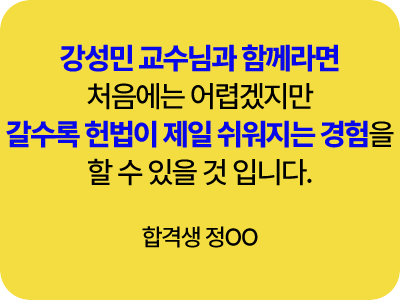 강성민 교수님과 함께라면
처음에는 어렵겠지만
갈수록 헌법이 제일 쉬워지는 경험을
할 수 있을 것 입니다.
합격생 정OO